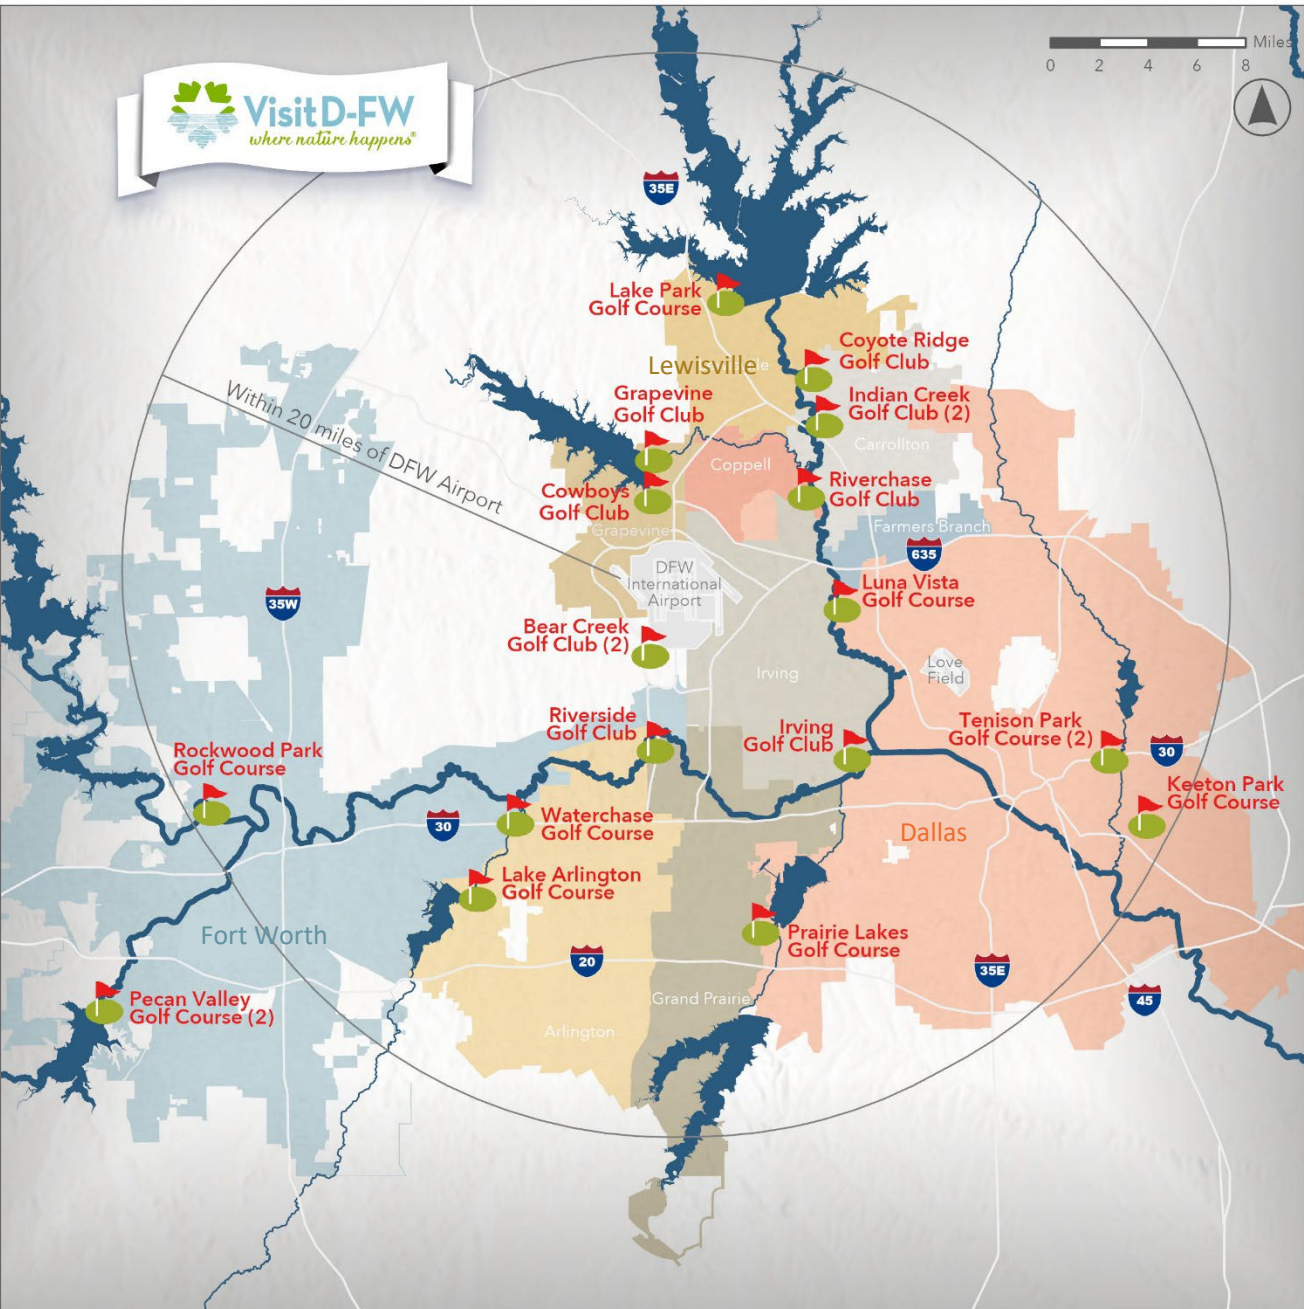 VisitD-FW
where nature happens®
Miles
0 2 4 6 8
35E
Lake Park
Golf Course
Coyote Ridge
Golf Club
Lewisville
Grapevine
Golf Club
Indian Creek
Golf Club (2)
Within 20 miles of DFW Airport
Carrollton
Coppell
Cowboys
Golf Club
Riverchase
Golf Club
Grapevine
Farmers Branch
635
DFW
International
Airport
35W
Luna Vista
Golf Course
Bear Creek
Golf Club (2)
Love
Field
Irving
Riverside
Golf Club
Irving
Golf Club
Tenison Park
Golf Course (2)
30
Rockwood Park
Golf Course
Keeton Park
Golf Course
30
Waterchase
Golf Course
Dallas
Lake Arlington
Golf Course
Fort Worth
Prairie Lakes
Golf Course
20
35E
Pecan Valley
Golf Course (2)
Grand Prairie
45
Arlington